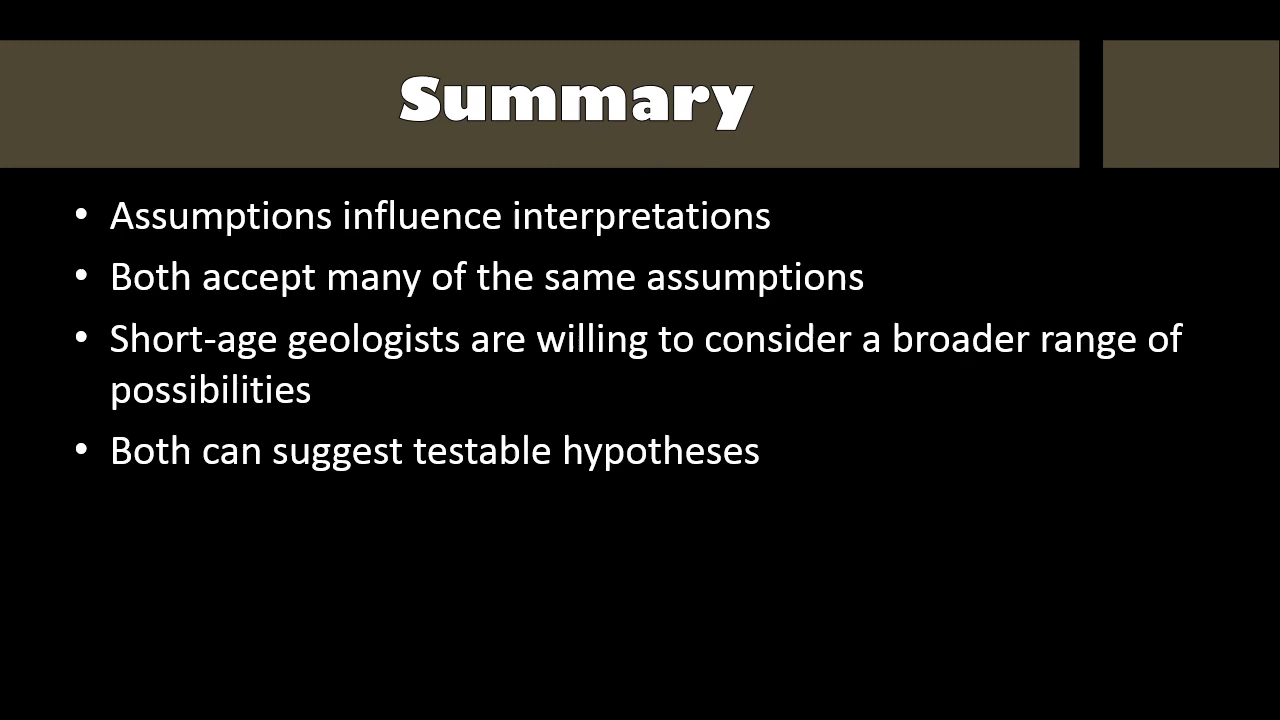 Summary
• Assumptions influence interpretations
• Both accept many of the same assumptions
• Short-age geologists are willing to consider a broader range of
possibilities
• Both can suggest testable hypotheses